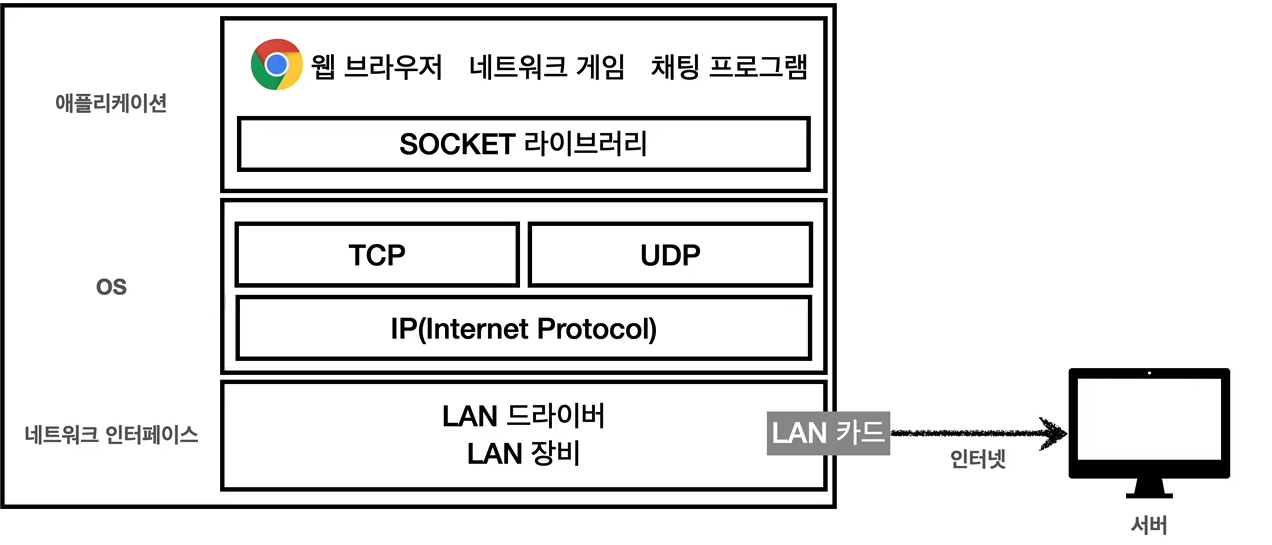 웹 브라우저 네트워크 게임 채팅 프로그램
애플리케이션
SOCKET 라이브러리
TCP UDP
OS
IP(Internet Protocol)
LAN 드라이버
네트워크 인터페이스
LAN 카드
LAN 장비
인터넷
서버